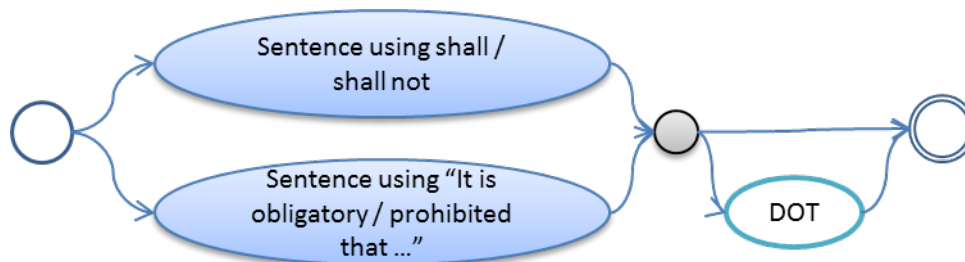 Sentence using shall /
shall not
Sentence using “It is
obligatory / prohibited
that …”
DOT